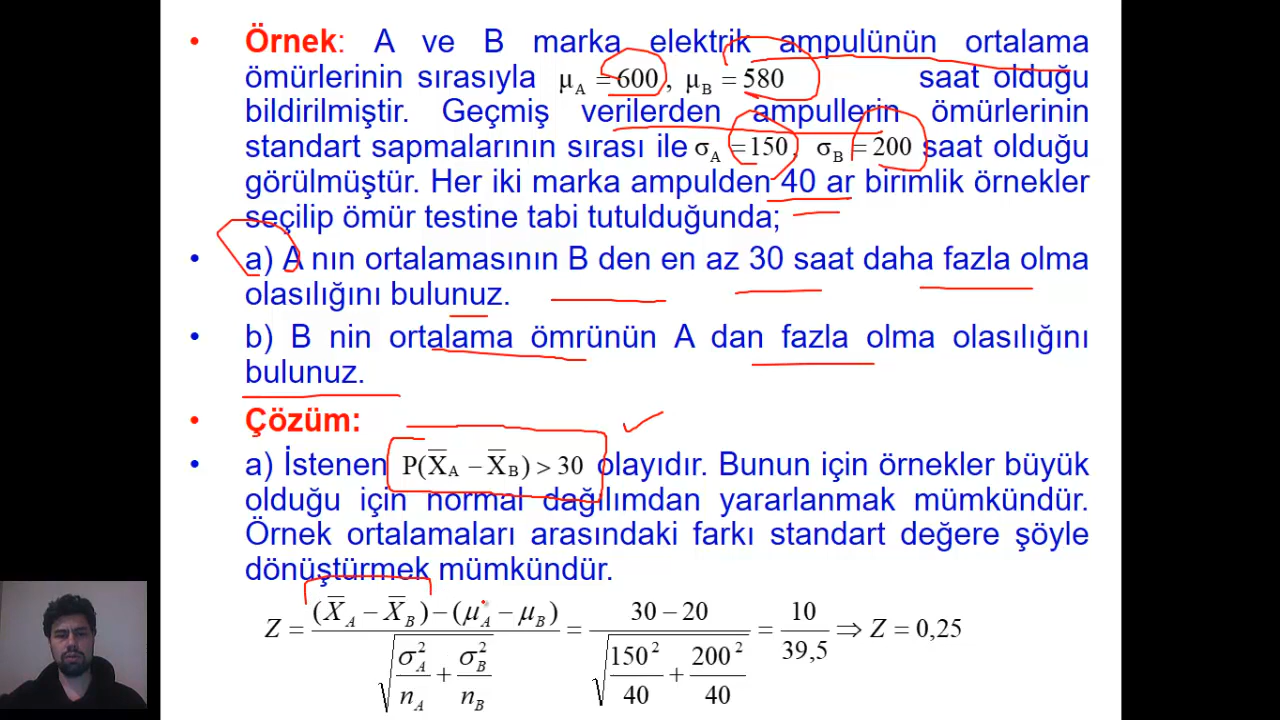 • Örnek: A ve B marka elektrik ampulünün ortalama
ömürlerinin sırasıyla μA = 600 , μB = 580 saat olduğu
bildirilmiştir. Geçmiş verilerden ampullerin ömürlerinin
standart sapmalarının sırası ile σA = 150, σB = 200 saat olduğu
görülmüştür. Her iki marka ampulden 40 ar birimlik örnekler
seçilip ömür testine tabi tutulduğunda;
• a) A nın ortalamasının B den en az 30 saat daha fazla olma
olasılığını bulunuz.
• b) B nin ortalama ömrünün A dan fazla olma olasılığını
bulunuz.
• Çözüm:
• a) İstenen P(X̅A − X̅B) > 30 olayıdır. Bunun için örnekler büyük
olduğu için normal dağılımdan yararlanmak mümkündür.
Örnek ortalamaları arasındaki farkı standart değere şöyle
dönüştürmek mümkündür.
Z = ((X̅A − X̅B) − (μA − μB)) / √(σA²/nA + σB²/nB) = (30 − 20) / √(150²/40 + 200²/40) = 10/39,5 ⇒ Z = 0,25